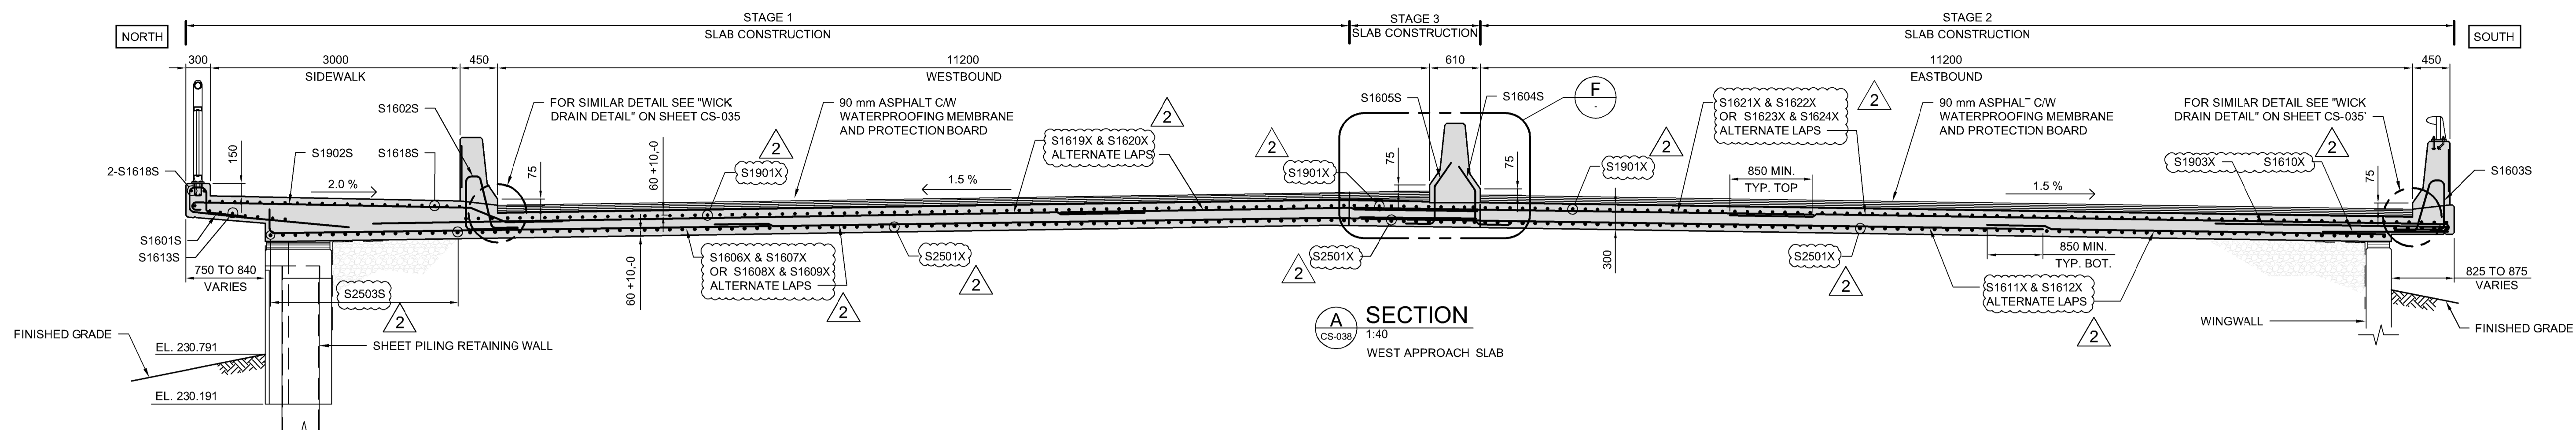 STAGE 1
SLAB CONSTRUCTION
STAGE 3
SLAB CONSTRUCTION
STAGE 2
SLAB CONSTRUCTION
NORTH
SOUTH
300
3000
SIDEWALK
450
11200
WESTBOUND
610
11200
EASTBOUND
450
S1602S
FOR SIMILAR DETAIL SEE "WICK
DRAIN DETAIL" ON SHEET CS-035
90 mm ASPHALT C/W
WATERPROOFING MEMBRANE
AND PROTECTION BOARD
2
S1619X & S1620X
ALTERNATE LAPS
S1605S
S1604S
F
-
S1621X & S1622X
OR S1623X & S1624X
ALTERNATE LAPS
2
90 mm ASPHALT C/W
WATERPROOFING MEMBRANE
AND PROTECTION BOARD
FOR SIMILAR DETAIL SEE "WICK
DRAIN DETAIL" ON SHEET CS-035"
2
2-S1618S
150
S1902S
S1618S
2.0 %
75
60 +10,-0
2
S1901X
1.5 %
2
S1901X
75
75
2
S1901X
850 MIN.
TYP. TOP
1.5 %
S1903X
S1610X
75
S1603S
S1601S
S1613S
750 TO 840
VARIES
S2503S
2
60 +10,-0
S1606X & S1607X
OR S1608X & S1609X
ALTERNATE LAPS
2
S2501X
2
S2501X
2
300
S2501X
2
850 MIN.
TYP. BOT.
S1611X & S1612X
ALTERNATE LAPS
2
825 TO 875
VARIES
A
CS-038
SECTION
1:40
WEST APPROACH SLAB
FINISHED GRADE
EL. 230.791
SHEET PILING RETAINING WALL
EL. 230.191
WINGWALL
FINISHED GRADE